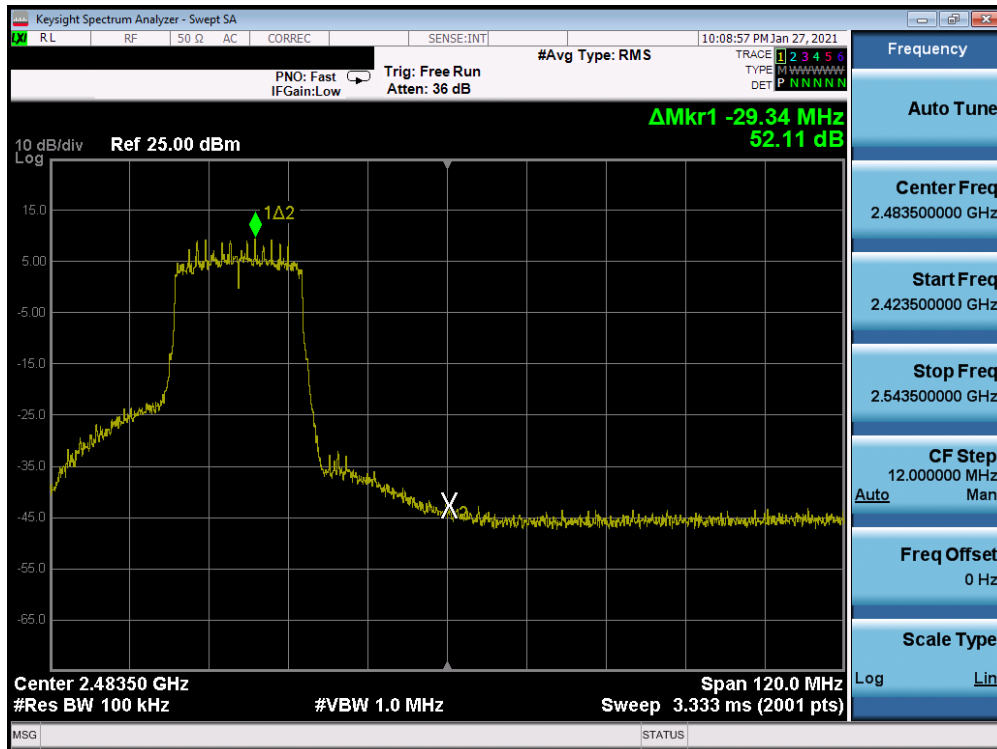 Keysight Spectrum Analyzer - Swept SA
LXI RL RF 50 Ω AC CORREC SENSE:INT 10:08:57 PM Jan 27, 2021
#Avg Type: RMS
TRACE 1 2 3 4 5 6
PNO: Fast Trig: Free Run TYPE M WWWWW
IFGain:Low Atten: 36 dB DET P N N N N N
ΔMkr1 -29.34 MHz
52.11 dB
10 dB/div Ref 25.00 dBm
Log
15.0
1Δ2
5.00
-5.00
-15.0
-25.0
-35.0
-45.0
X2
-55.0
-65.0
Center 2.48350 GHz Span 120.0 MHz
#Res BW 100 kHz #VBW 1.0 MHz Sweep 3.333 ms (2001 pts)
MSG STATUS
Frequency
Auto Tune
Center Freq
2.483500000 GHz
Start Freq
2.423500000 GHz
Stop Freq
2.543500000 GHz
CF Step
12.000000 MHz
Auto Man
Freq Offset
0 Hz
Scale Type
Log Lin